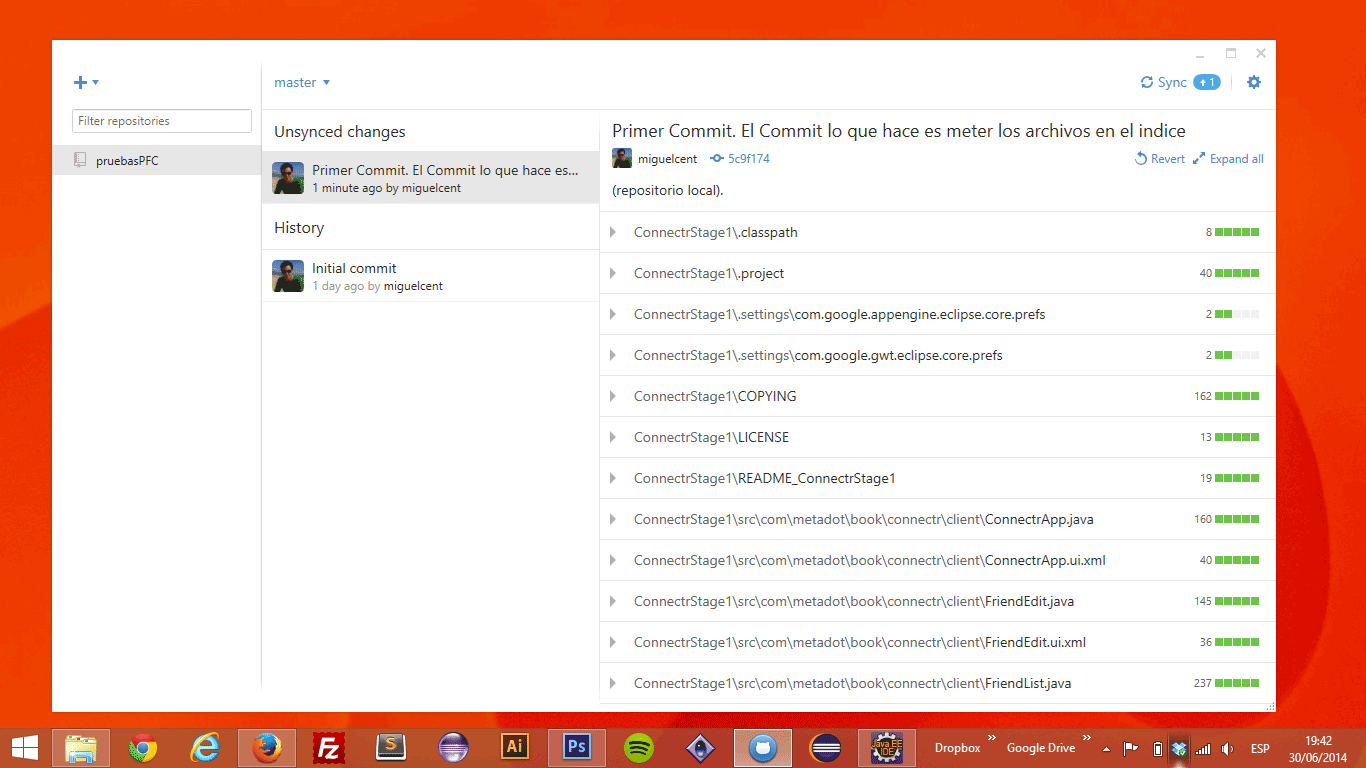 master
Sync
1
Filter repositories
pruebasPFC
Unsynced changes
Primer Commit. El Commit lo que hace es...
1 minute ago by miguelcent
History
Initial commit
1 day ago by miguelcent
Primer Commit. El Commit lo que hace es meter los archivos en el indice
miguelcent 5c9f174
Revert Expand all
(repositorio local).
ConnectrStage1\.classpath 8
ConnectrStage1\.project 40
ConnectrStage1\.settings\com.google.appengine.eclipse.core.prefs 2
ConnectrStage1\.settings\com.google.gwt.eclipse.core.prefs 2
ConnectrStage1\COPYING 162
ConnectrStage1\LICENSE 13
ConnectrStage1\README_ConnectrStage1 19
ConnectrStage1\src\com\metadot\book\connectr\client\ConnectrApp.java 160
ConnectrStage1\src\com\metadot\book\connectr\client\ConnectrApp.ui.xml 40
ConnectrStage1\src\com\metadot\book\connectr\client\FriendEdit.java 145
ConnectrStage1\src\com\metadot\book\connectr\client\FriendEdit.ui.xml 36
ConnectrStage1\src\com\metadot\book\connectr\client\FriendList.java 237
Fz
S
Ai
Ps
Java EE
IDE
Dropbox »
Google Drive »
ESP
19:42
30/06/2014